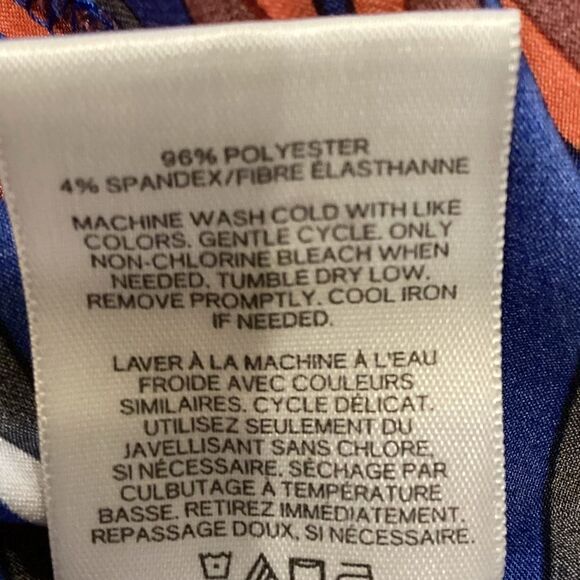 96% POLYESTER
4% SPANDEX/FIBRE ÉLASTHANNE
MACHINE WASH COLD WITH LIKE
COLORS. GENTLE CYCLE. ONLY
NON-CHLORINE BLEACH WHEN
NEEDED. TUMBLE DRY LOW.
REMOVE PROMPTLY. COOL IRON
IF NEEDED.
LAVER À LA MACHINE À L'EAU
FROIDE AVEC COULEURS
SIMILAIRES. CYCLE DÉLICAT.
UTILISEZ SEULEMENT DU
JAVELLISANT SANS CHLORE,
SI NÉCESSAIRE. SÉCHAGE PAR
CULBUTAGE À TEMPÉRATURE
BASSE. RETIREZ IMMÉDIATEMENT.
REPASSAGE DOUX, SI NÉCESSAIRE.